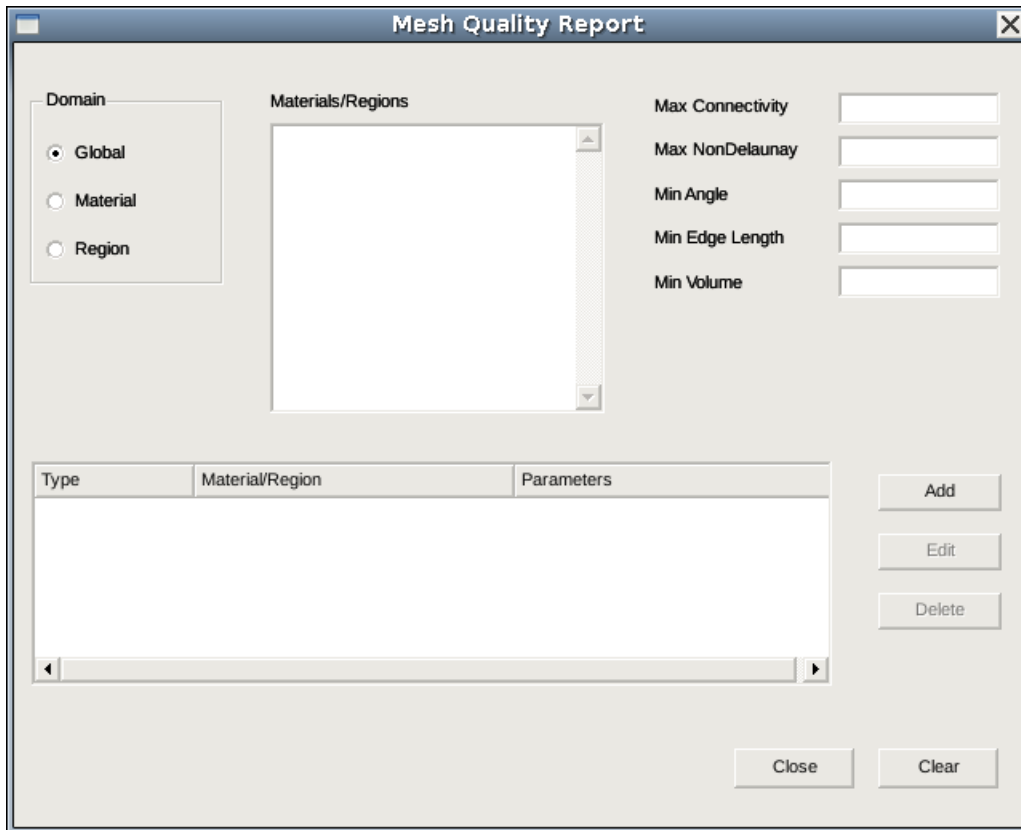 Mesh Quality Report
Domain
Global
Material
Region
Materials/Regions
Max Connectivity
Max NonDelaunay
Min Angle
Min Edge Length
Min Volume
Type Material/Region Parameters
Add
Edit
Delete
Close Clear